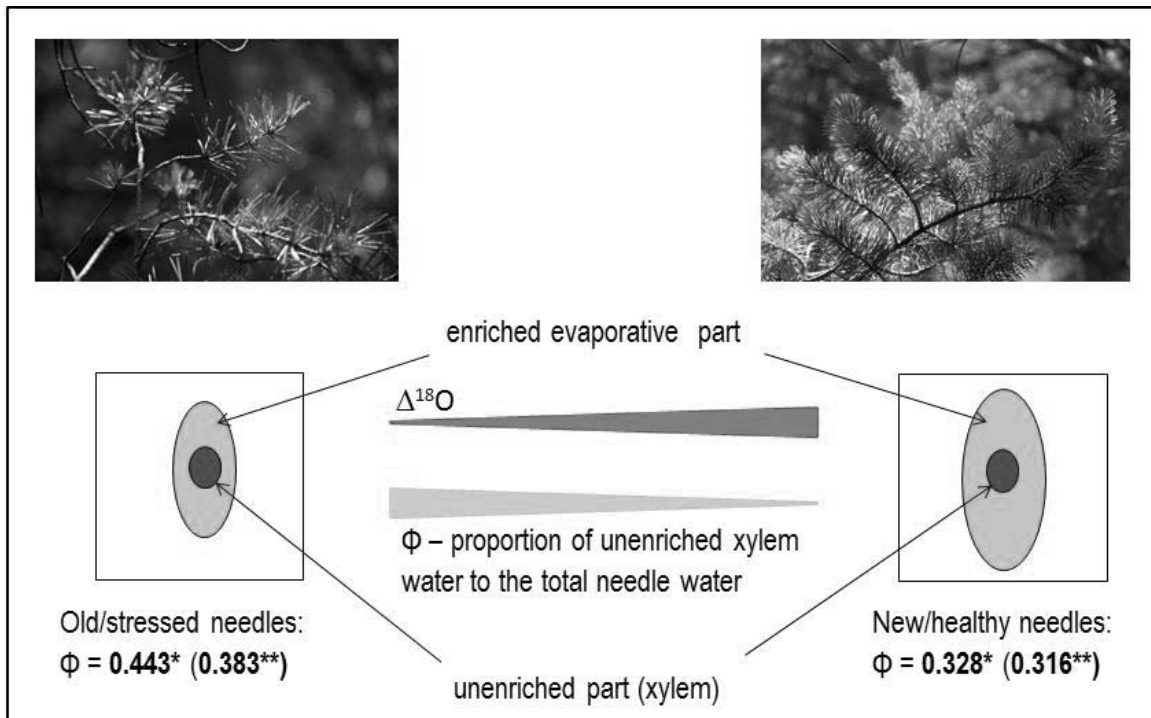 enriched evaporative part
Δ¹⁸O
Φ – proportion of unenriched xylem
water to the total needle water
Old/stressed needles:
Φ = 0.443* (0.383**)
New/healthy needles:
Φ = 0.328* (0.316**)
unenriched part (xylem)